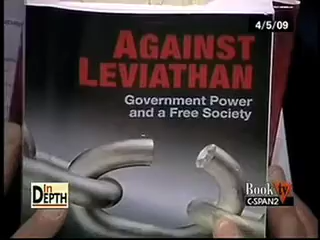 4/5/09
AGAINST
LEVIATHAN
Government Power
and a Free Society
In
DEPTH
Book tv
C-SPAN2